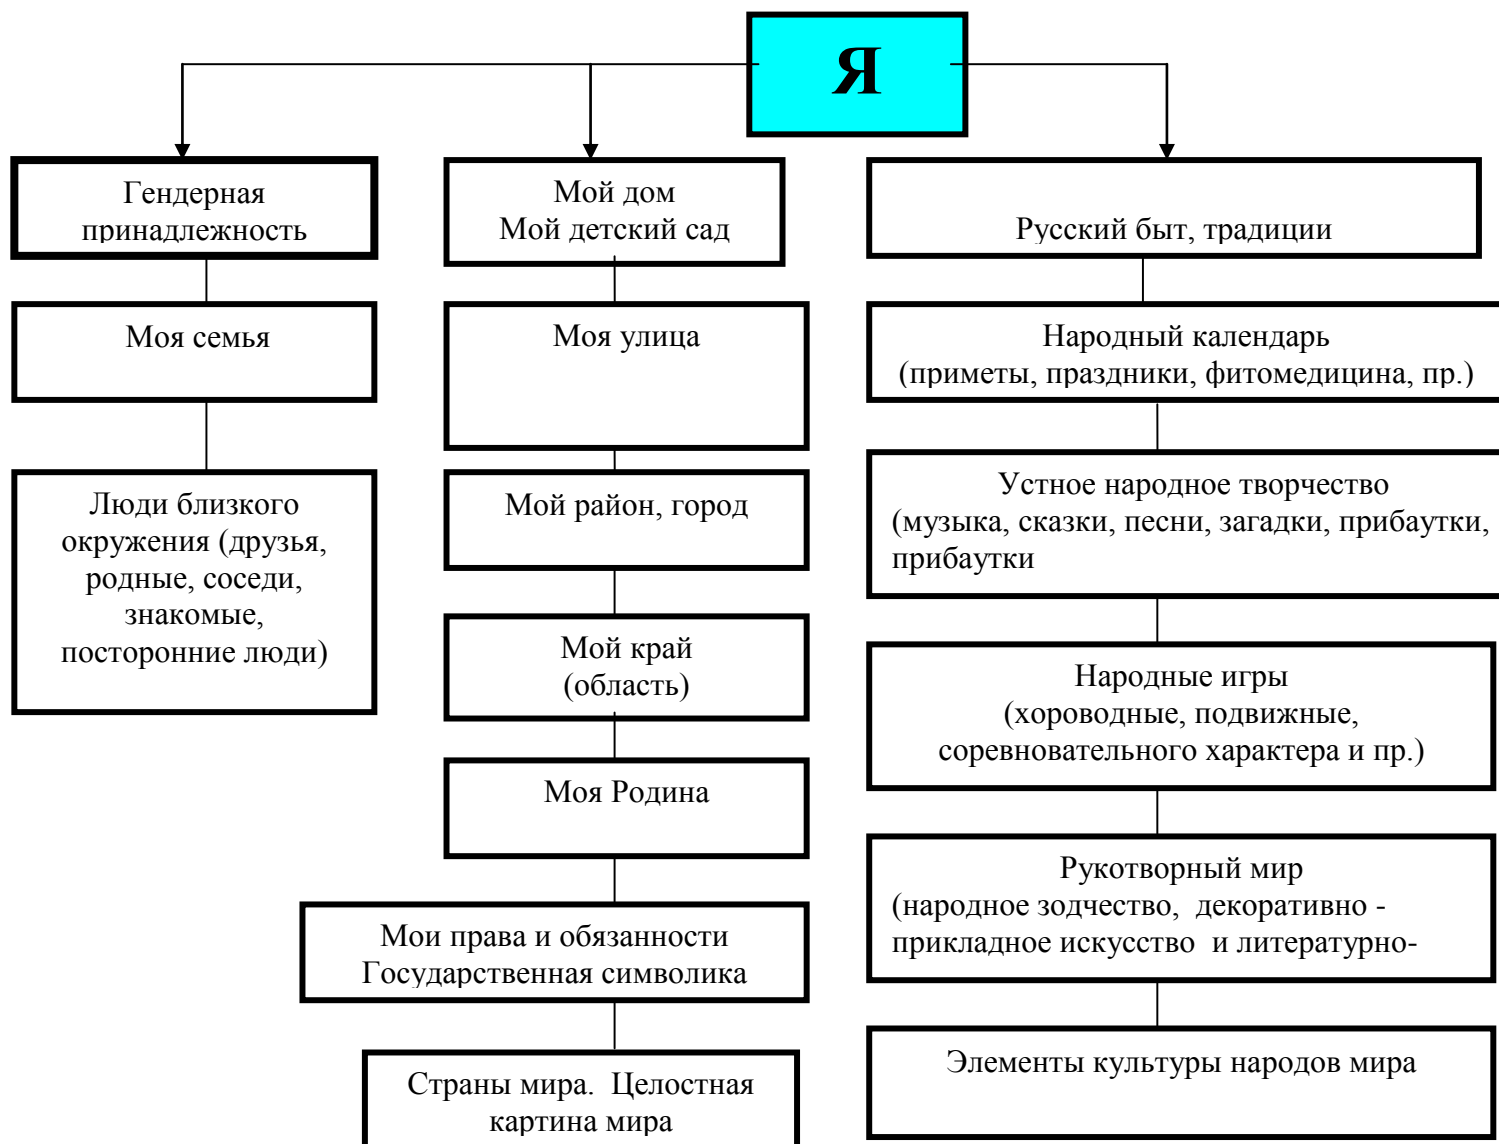 Я
Гендерная
принадлежность
Моя семья
Люди близкого
окружения (друзья,
родные, соседи,
знакомые,
посторонние люди)
Мой дом
Мой детский сад
Моя улица
Мой район, город
Мой край
(область)
Моя Родина
Мои права и обязанности
Государственная символика
Страны мира. Целостная
картина мира
Русский быт, традиции
Народный календарь
(приметы, праздники, фитомедицина, пр.)
Устное народное творчество
(музыка, сказки, песни, загадки, прибаутки,
прибаутки
Народные игры
(хороводные, подвижные,
соревновательного характера и пр.)
Рукотворный мир
(народное зодчество, декоративно -
прикладное искусство и литературно-
Элементы культуры народов мира